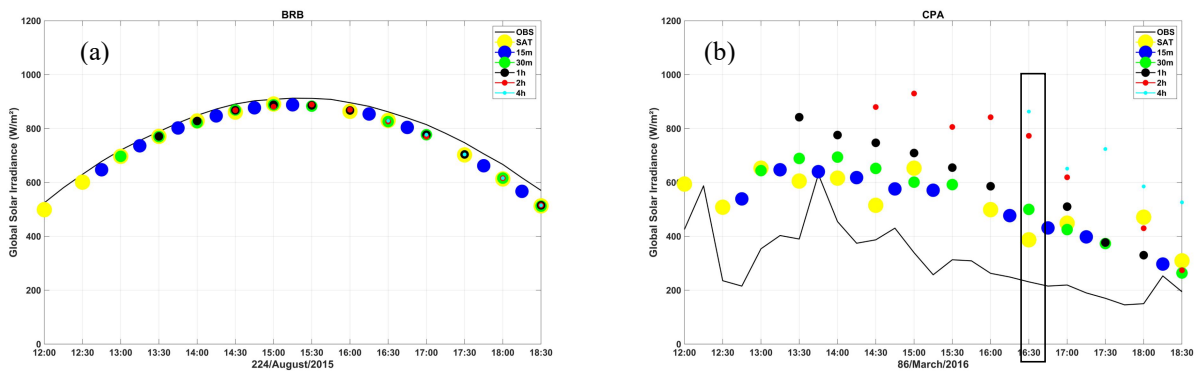 BRB
(a)
Global Solar Irradiance (W/m²)
1200
1000
800
600
400
200
0
OBS
SAT
15m
30m
1h
2h
4h
12:00 12:30 13:00 13:30 14:00 14:30 15:00 15:30 16:00 16:30 17:00 17:30 18:00 18:30
224/August/2015
CPA
(b)
Global Solar Irradiance (W/m²)
1200
1000
800
600
400
200
0
OBS
SAT
15m
30m
1h
2h
4h
12:00 12:30 13:00 13:30 14:00 14:30 15:00 15:30 16:00 16:30 17:00 17:30 18:00 18:30
86/March/2016